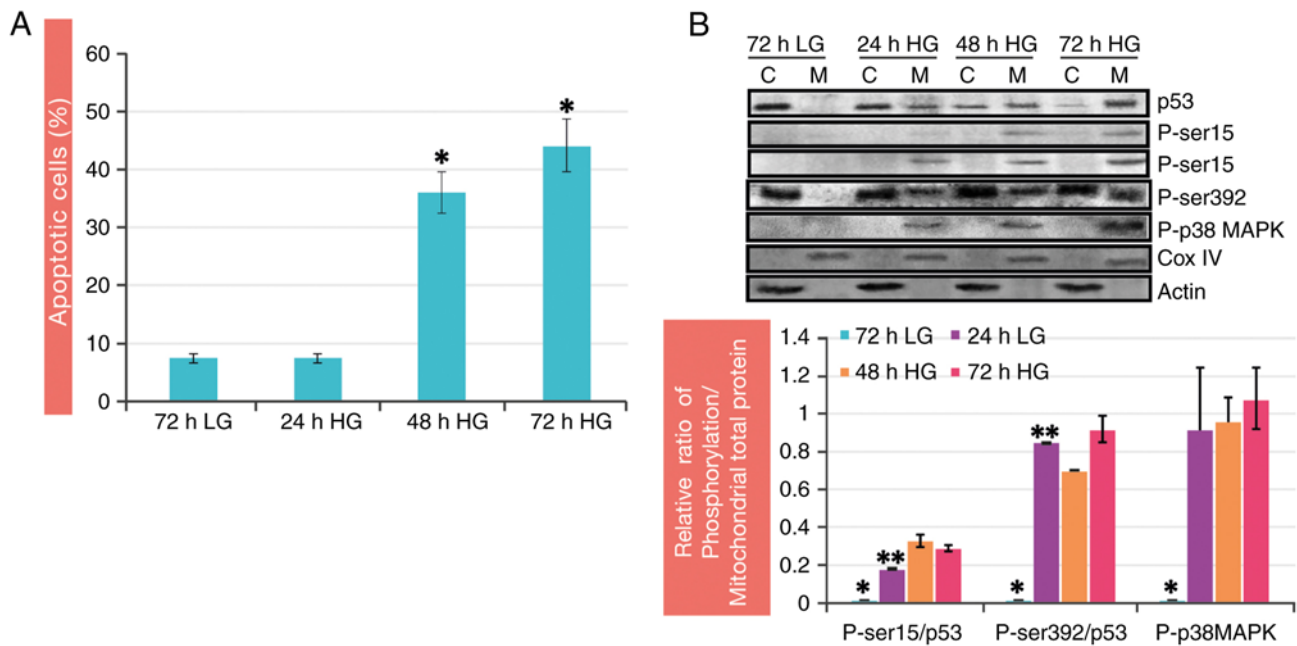 A
Apoptotic cells (%)
60
50
40
30
20
10
0
*
*
72 h LG 24 h HG 48 h HG 72 h HG
B
72 h LG 24 h HG 48 h HG 72 h HG
C M C M C M C M
p53
P-ser15
P-ser15
P-ser392
P-p38 MAPK
Cox IV
Actin
Relative ratio of
Phosphorylation/
Mitochondrial total protein
1.4
1.2
1
0.8
0.6
0.4
0.2
0
72 h LG 24 h LG
48 h HG 72 h HG
* ** * ** *
P-ser15/p53 P-ser392/p53 P-p38MAPK